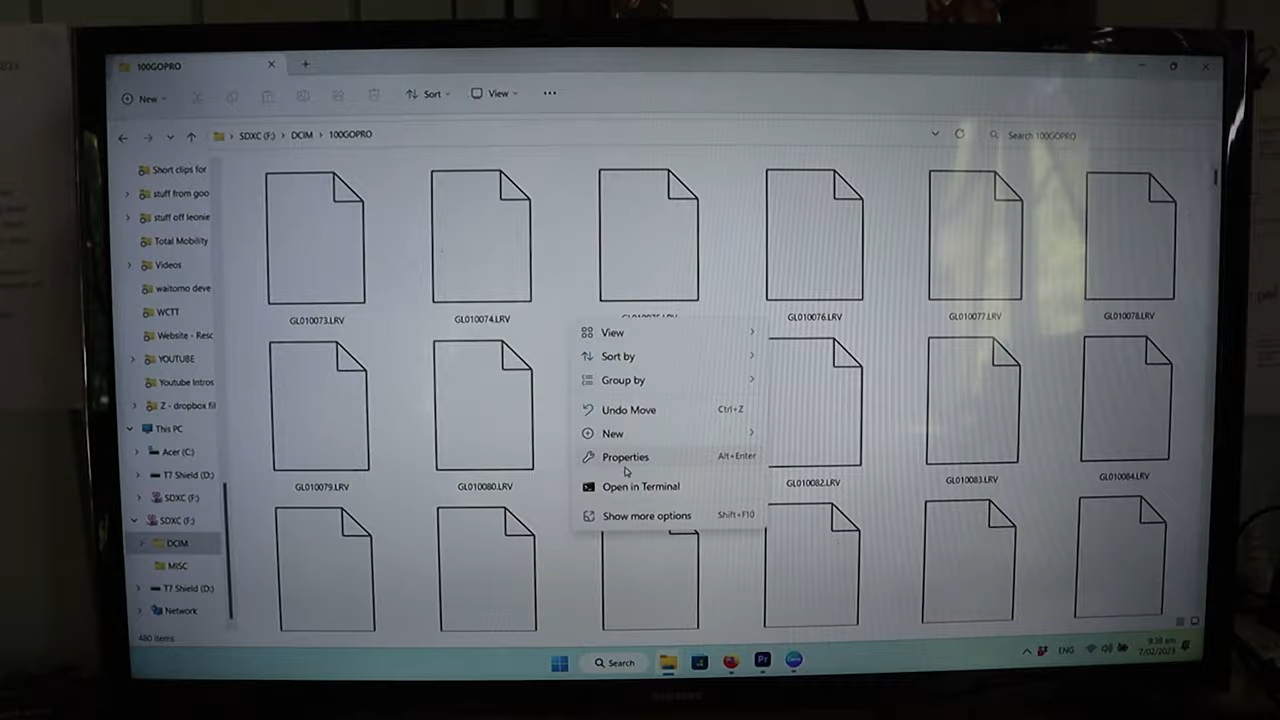 100GOPRO
New
Sort
View
SDXC (F:) > DCIM > 100GOPRO
Search 100GOPRO
Short clips for
stuff from goo
stuff off leonie
Total Mobility
Videos
waitomo deve
WCTT
Website - Resc
YOUTUBE
Youtube Intros
Z - dropbox fil
This PC
Acer (C:)
T7 Shield (D:)
SDXC (F:)
SDXC (F:)
DCIM
MISC
T7 Shield (D:)
Network
480 items
GL010073.LRV
GL010074.LRV
GL010076.LRV
GL010077.LRV
GL010078.LRV
GL010079.LRV
GL010080.LRV
GL010082.LRV
GL010083.LRV
GL010084.LRV
View
Sort by
Group by
Undo Move Ctrl+Z
New
Properties Alt+Enter
Open in Terminal
Show more options Shift+F10
Search
Pr
ENG
9:38 am
7/02/2023
SAMSUNG